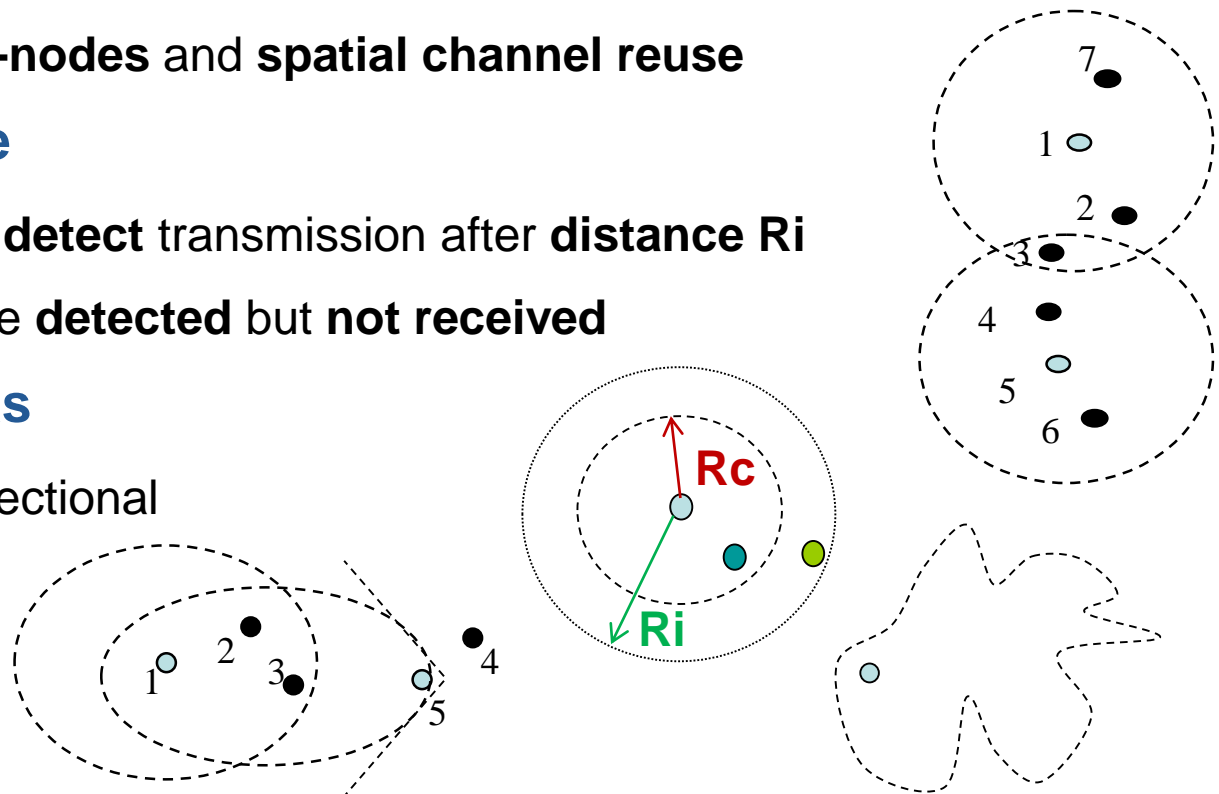 -nodes and spatial channel reuse
e
detect transmission after distance Ri
e detected but not received
s
ectional
7
1
2
3
4
5
6
Rc
Ri
1
2
3
4
5